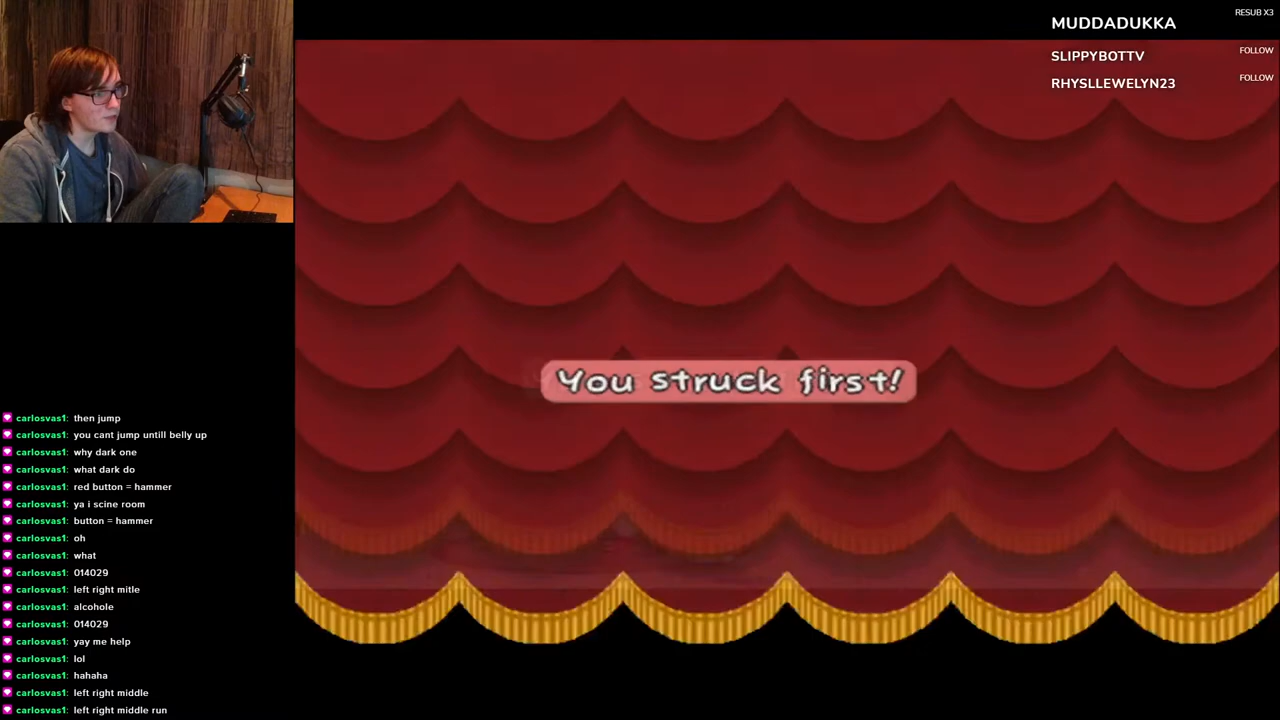 RESUB X3
MUDDADUKKA
SLIPPYBOTTV
FOLLOW
RHYSLLEWELYN23
FOLLOW
You struck first!
carlosvas1: then jump
carlosvas1: you cant jump untill belly up
carlosvas1: why dark one
carlosvas1: what dark do
carlosvas1: red button = hammer
carlosvas1: ya i scine room
carlosvas1: button = hammer
carlosvas1: oh
carlosvas1: what
carlosvas1: 014029
carlosvas1: left right mitle
carlosvas1: alcohole
carlosvas1: 014029
carlosvas1: yay me help
carlosvas1: lol
carlosvas1: hahaha
carlosvas1: left right middle
carlosvas1: left right middle run